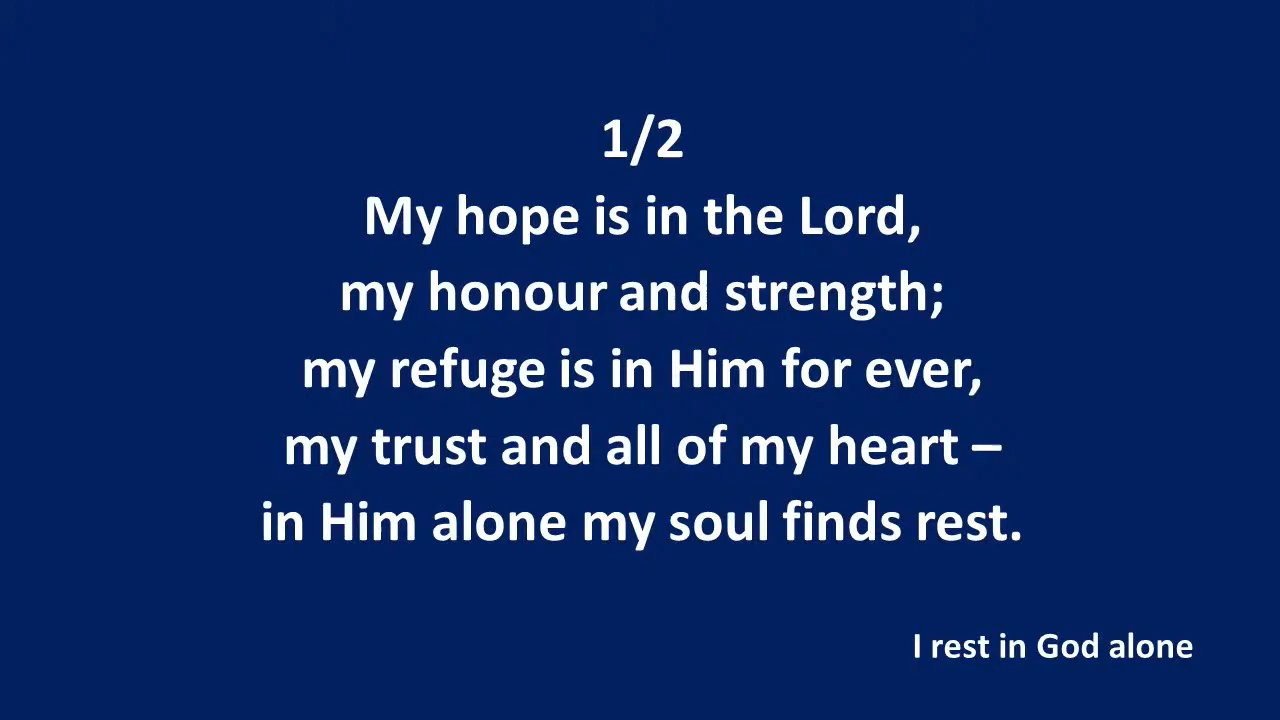 1/2
My hope is in the Lord,
my honour and strength;
my refuge is in Him for ever,
my trust and all of my heart –
in Him alone my soul finds rest.
I rest in God alone